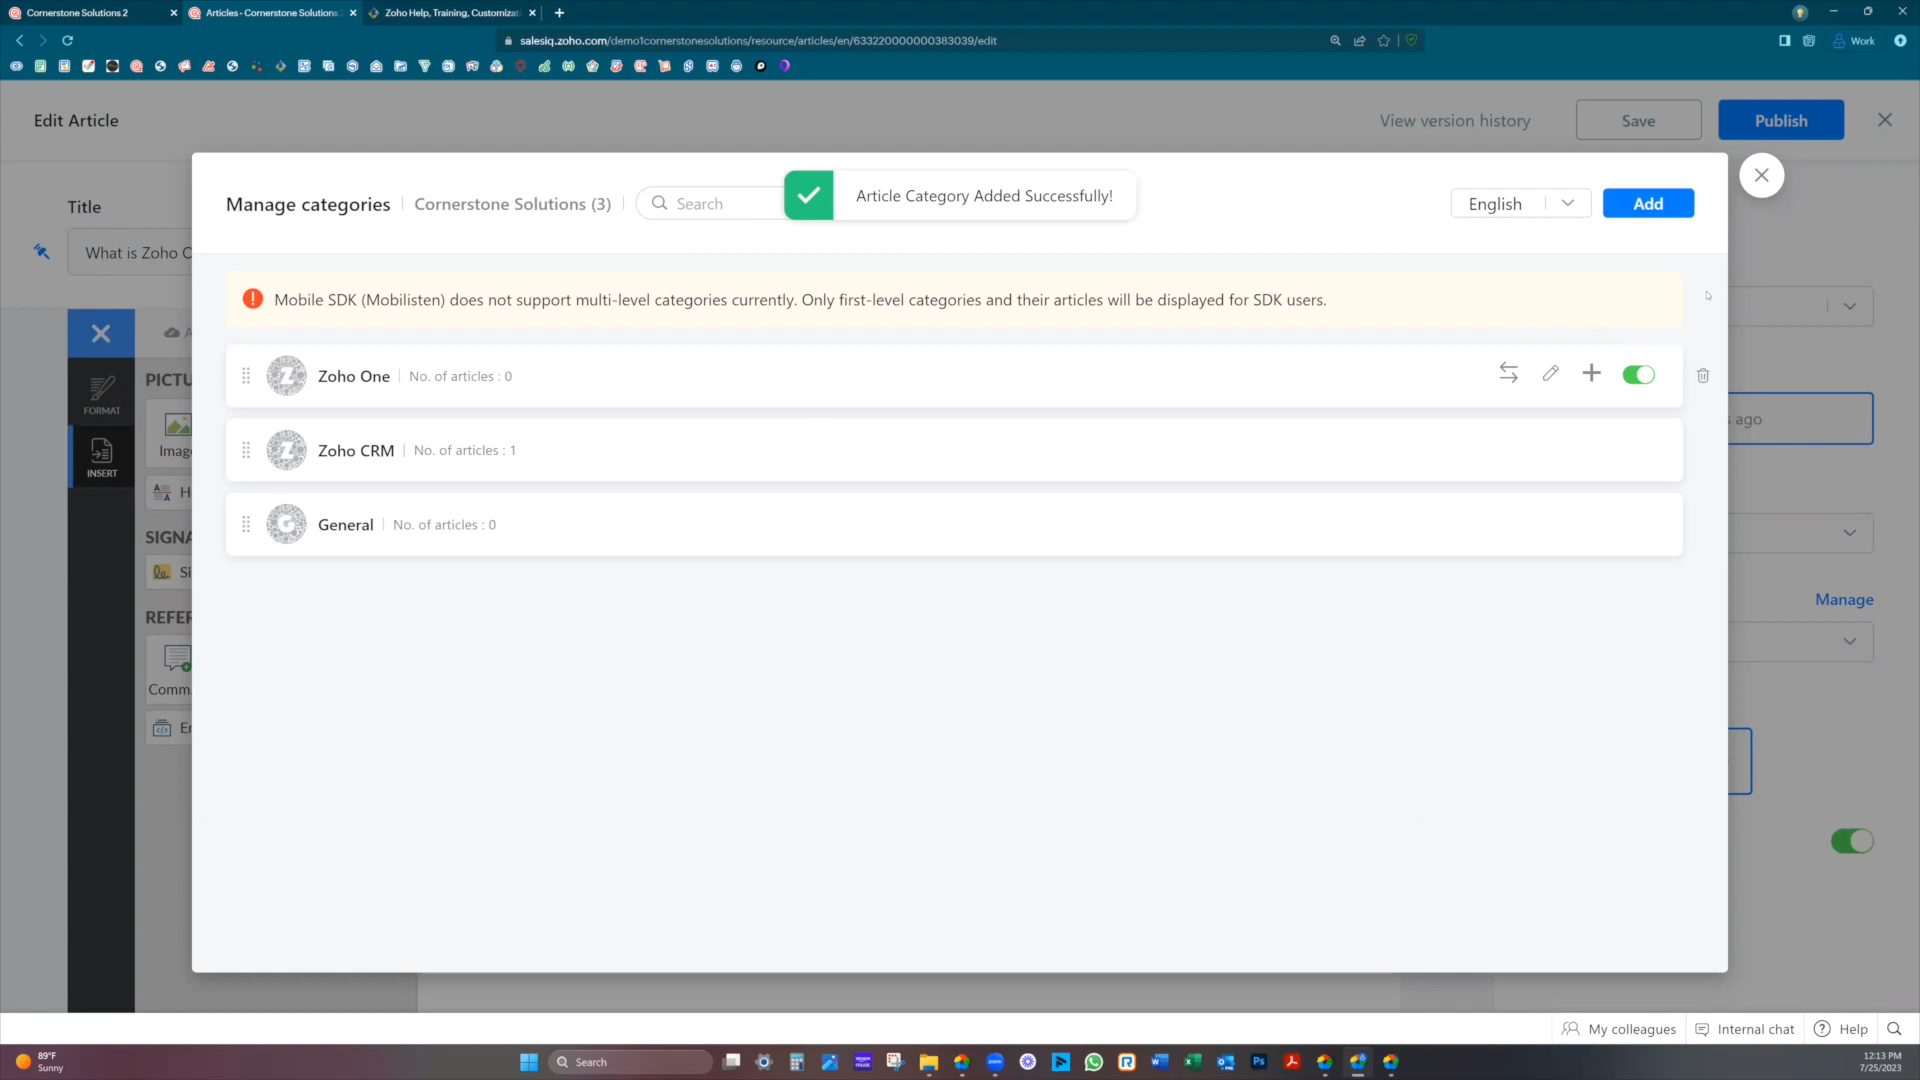 Cornerstone Solutions 2
Articles - Cornerstone Solutions
Zoho Help, Training, Customizat
salesiq.zoho.com/demo1cornerstonesolutions/resource/articles/en/633220000000383039/edit
Work
Edit Article
View version history
Save
Publish
Manage categories
Cornerstone Solutions (3)
Search
Article Category Added Successfully!
English
Add
Title
What is Zoho O
Mobile SDK (Mobilisten) does not support multi-level categories currently. Only first-level categories and their articles will be displayed for SDK users.
Zoho One
No. of articles : 0
Zoho CRM
No. of articles : 1
General
No. of articles : 0
FORMAT
INSERT
PICTU
Imag
H
SIGNA
Si
REFER
Comm.
s ago
Manage
My colleagues
Internal chat
Help
89°F
Sunny
Search
12:13 PM
7/25/2023